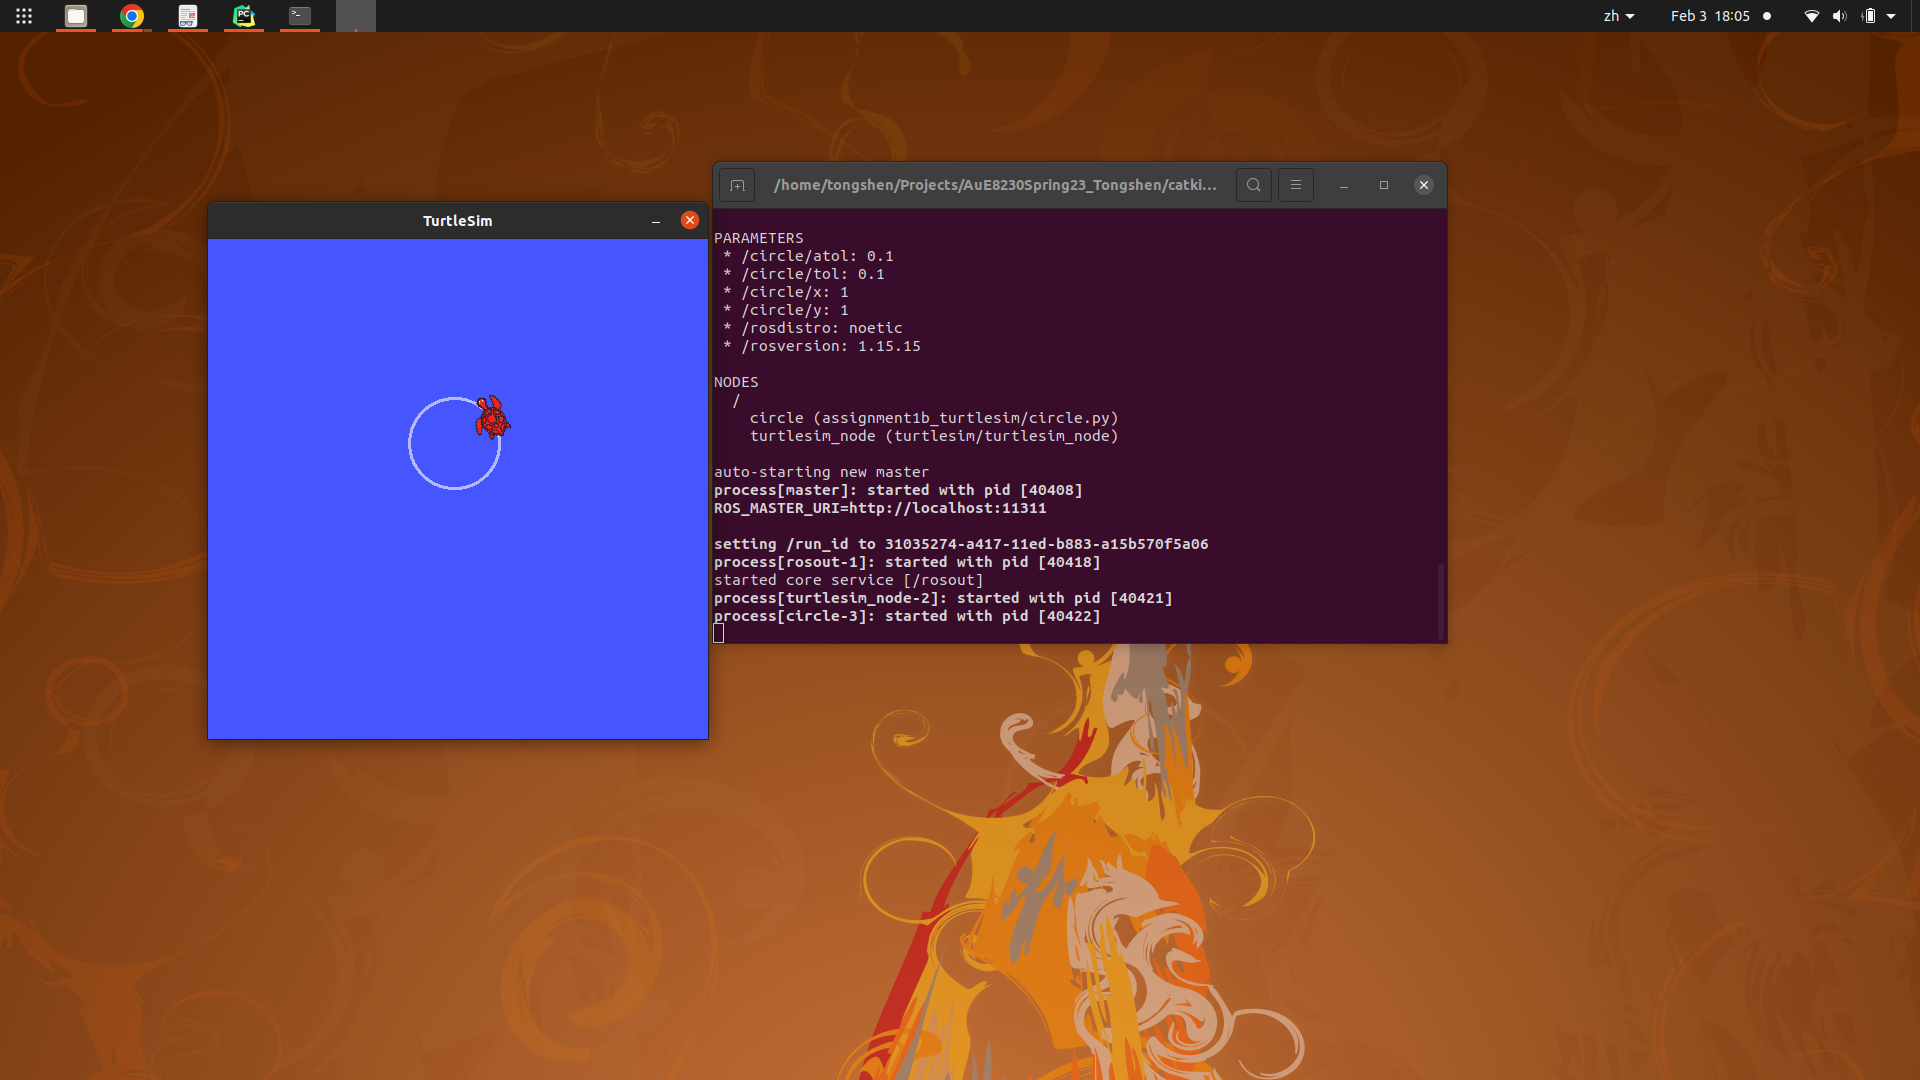 zh
Feb 3 18:05
PC
>_
/home/tongshen/Projects/AuE8230Spring23_Tongshen/catki...
TurtleSim
PARAMETERS
* /circle/atol: 0.1
* /circle/tol: 0.1
* /circle/x: 1
* /circle/y: 1
* /rosdistro: noetic
* /rosversion: 1.15.15
NODES
/
circle (assignment1b_turtlesim/circle.py)
turtlesim_node (turtlesim/turtlesim_node)
auto-starting new master
process[master]: started with pid [40408]
ROS_MASTER_URI=http://localhost:11311
setting /run_id to 31035274-a417-11ed-b883-a15b570f5a06
process[rosout-1]: started with pid [40418]
started core service [/rosout]
process[turtlesim_node-2]: started with pid [40421]
process[circle-3]: started with pid [40422]